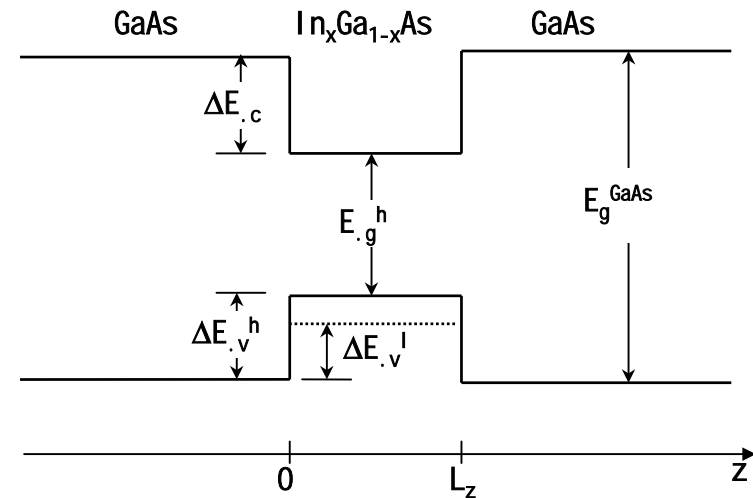 GaAs InₓGa₁₋ₓAs GaAs
ΔE.c
E.gʰ
EgGaAs
ΔE.vʰ
ΔE.vˡ
0 Lz z